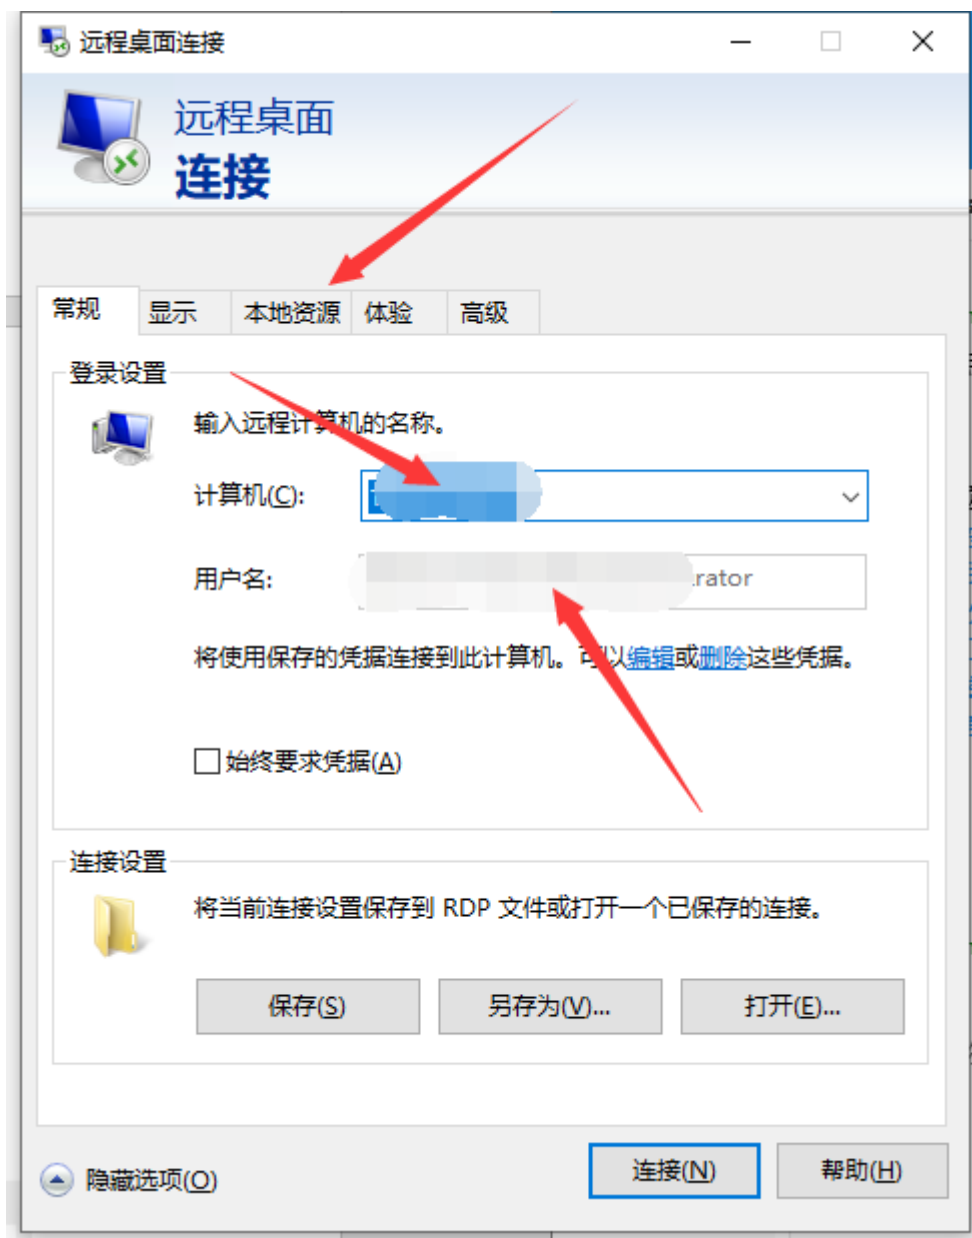 远程桌面连接
远程桌面
连接
常规 显示 本地资源 体验 高级
登录设置
输入远程计算机的名称。
计算机(C):
用户名: rator
将使用保存的凭据连接到此计算机。可以编辑或删除这些凭据。
始终要求凭据(A)
连接设置
将当前连接设置保存到 RDP 文件或打开一个已保存的连接。
保存(S) 另存为(V)... 打开(E)...
隐藏选项(O) 连接(N) 帮助(H)